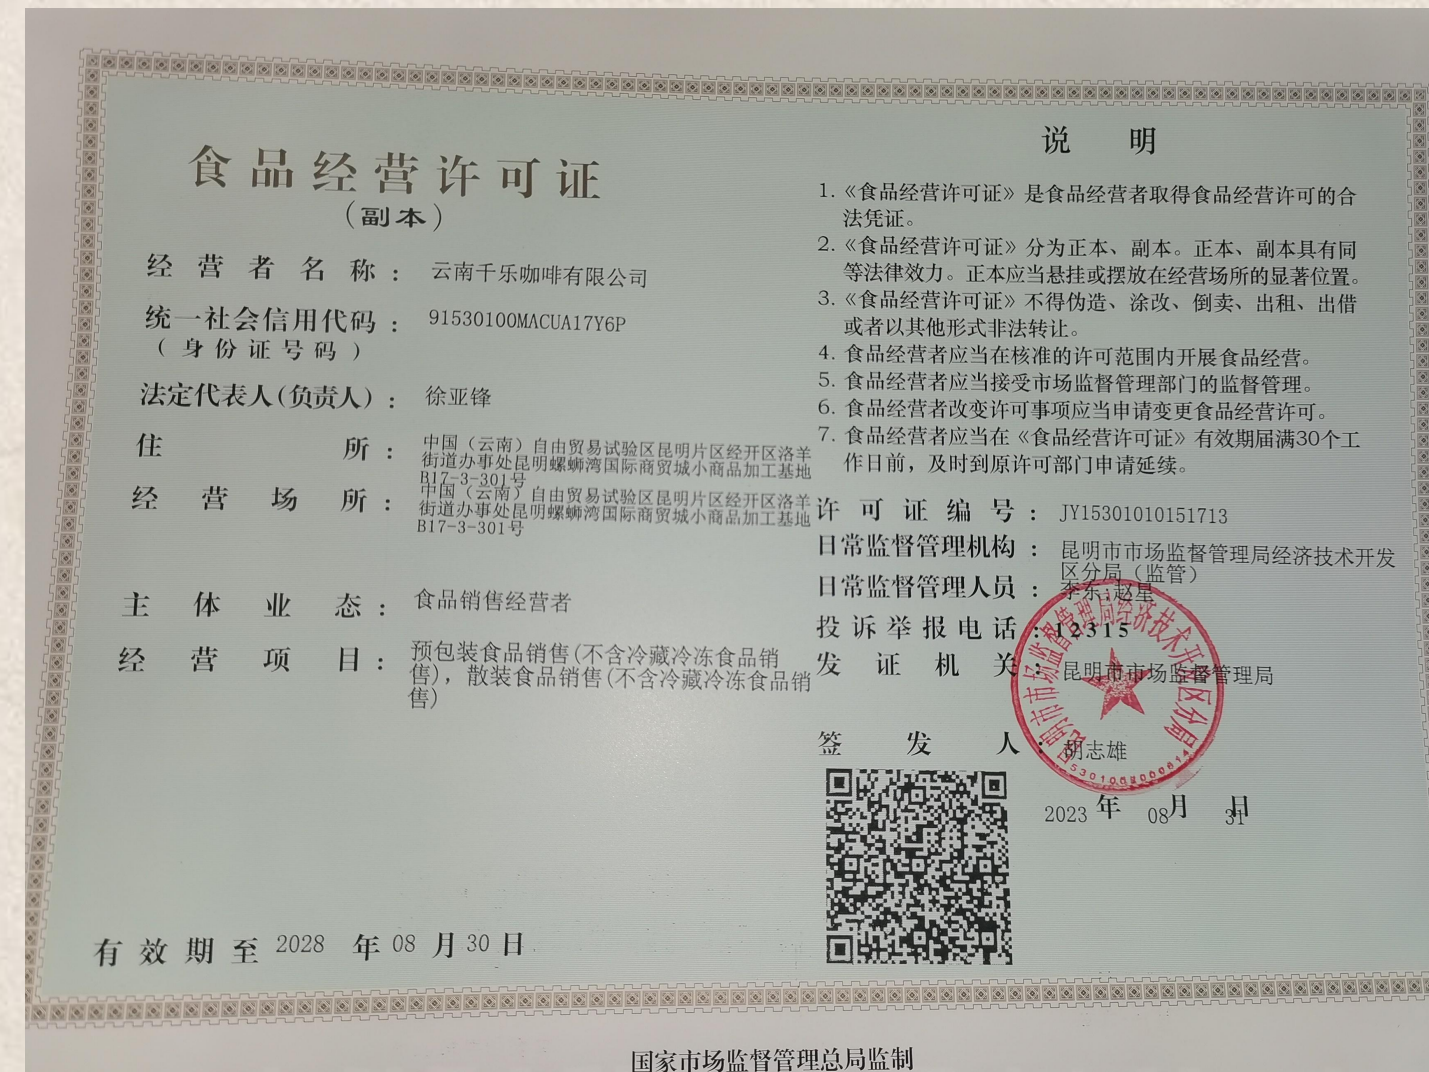 食品经营许可证
（副本）
经营者名称：云南千乐咖啡有限公司
统一社会信用代码：91530100MACUA17Y6P
（身份证号码）
法定代表人(负责人)：徐亚锋
住所：中国（云南）自由贸易试验区昆明片区经开区洛羊
街道办事处昆明螺蛳湾国际商贸城小商品加工基地
B17-3-301号
经营场所：中国（云南）自由贸易试验区昆明片区经开区洛羊
街道办事处昆明螺蛳湾国际商贸城小商品加工基地
B17-3-301号
主体业态：食品销售经营者
经营项目：预包装食品销售(不含冷藏冷冻食品销
售)，散装食品销售(不含冷藏冷冻食品销
售)
有效期至 2028 年 08 月 30 日
说明
1.《食品经营许可证》是食品经营者取得食品经营许可的合
法凭证。
2.《食品经营许可证》分为正本、副本。正本、副本具有同
等法律效力。正本应当悬挂或摆放在经营场所的显著位置。
3.《食品经营许可证》不得伪造、涂改、倒卖、出租、出借
或者以其他形式非法转让。
4. 食品经营者应当在核准的许可范围内开展食品经营。
5. 食品经营者应当接受市场监督管理部门的监督管理。
6. 食品经营者改变许可事项应当申请变更食品经营许可。
7. 食品经营者应当在《食品经营许可证》有效期届满30个工
作日前，及时到原许可部门申请延续。
许可证编号：JY15301010151713
日常监督管理机构：昆明市市场监督管理局经济技术开发
区分局（监管）
日常监督管理人员：李东;赵星
投诉举报电话：12315
发证机关：昆明市市场监督管理局
签发人：胡志雄
昆明市市场监督管理局经济技术开发区分局
2023 年 08 月 31 日
国家市场监督管理总局监制